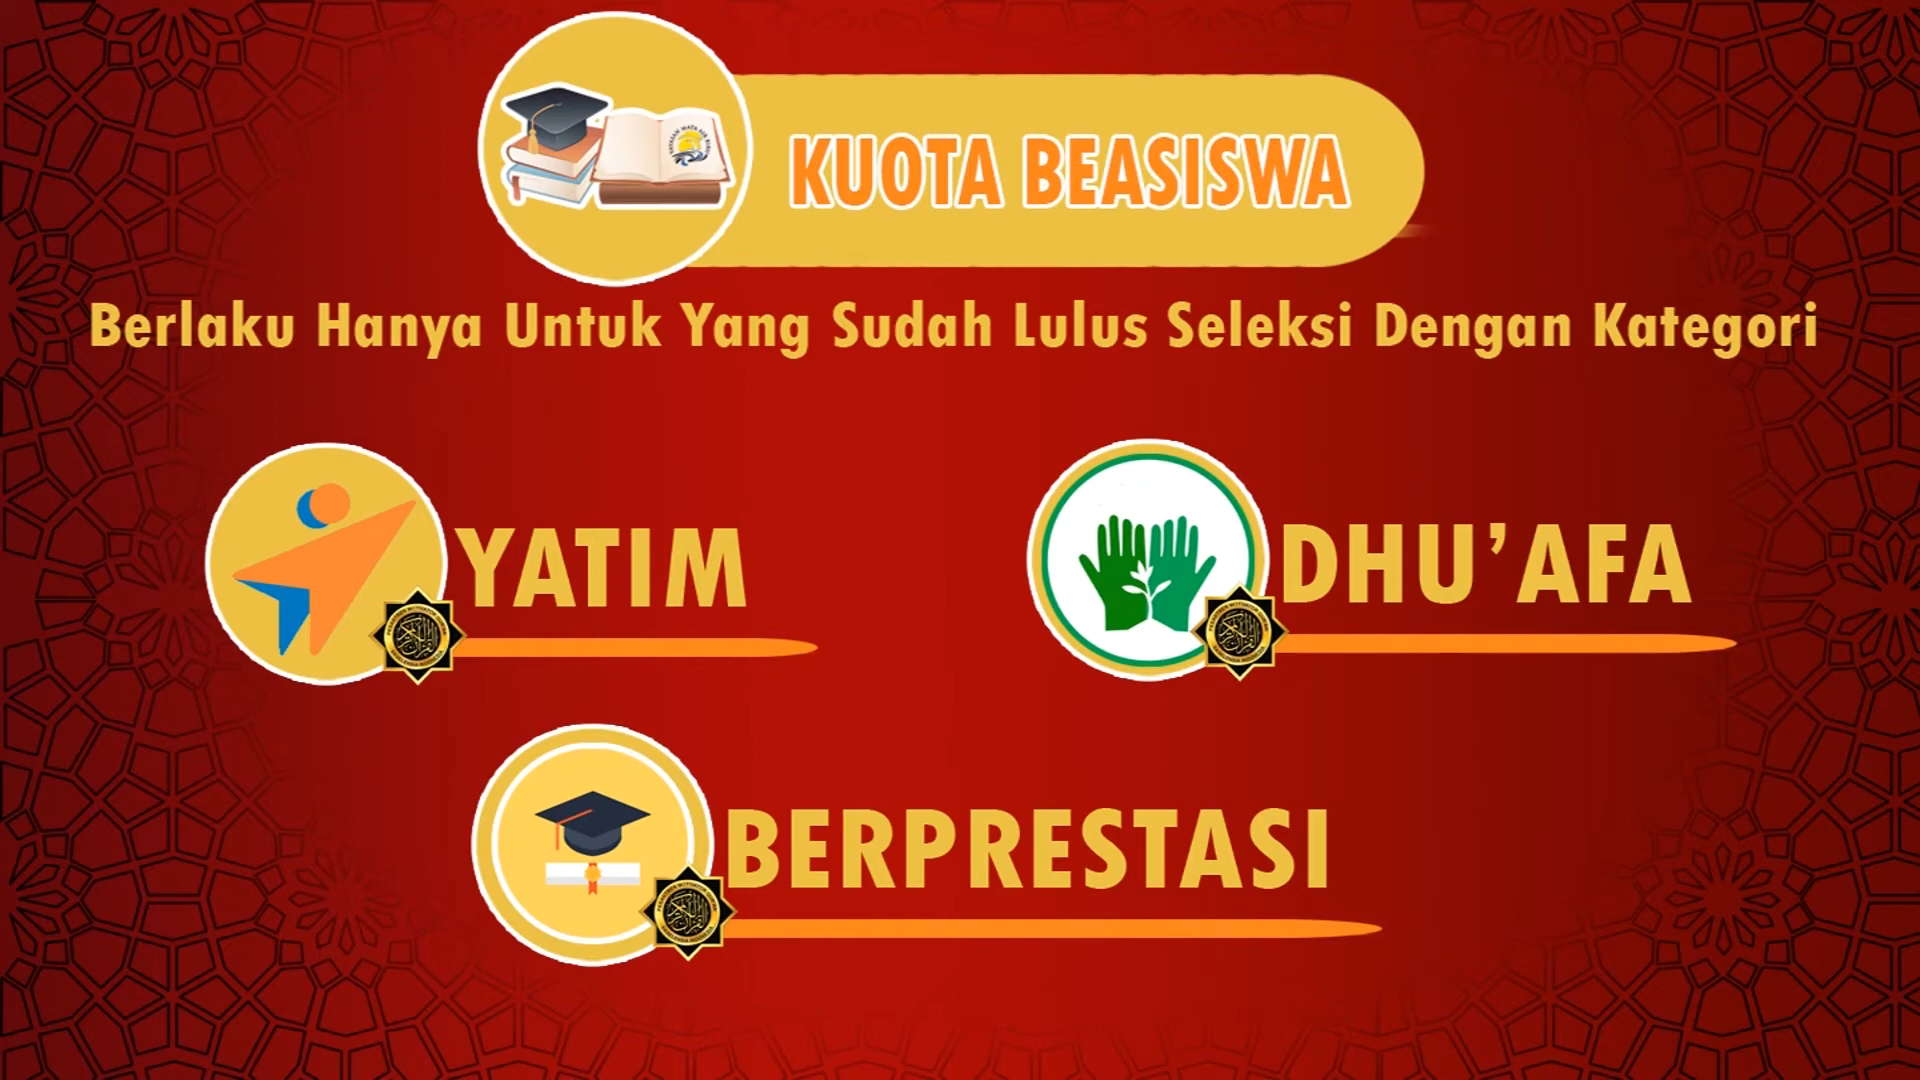 KUOTA BEASISWA
Berlaku Hanya Untuk Yang Sudah Lulus Seleksi Dengan Kategori
YATIM
DHU’AFA
BERPRESTASI